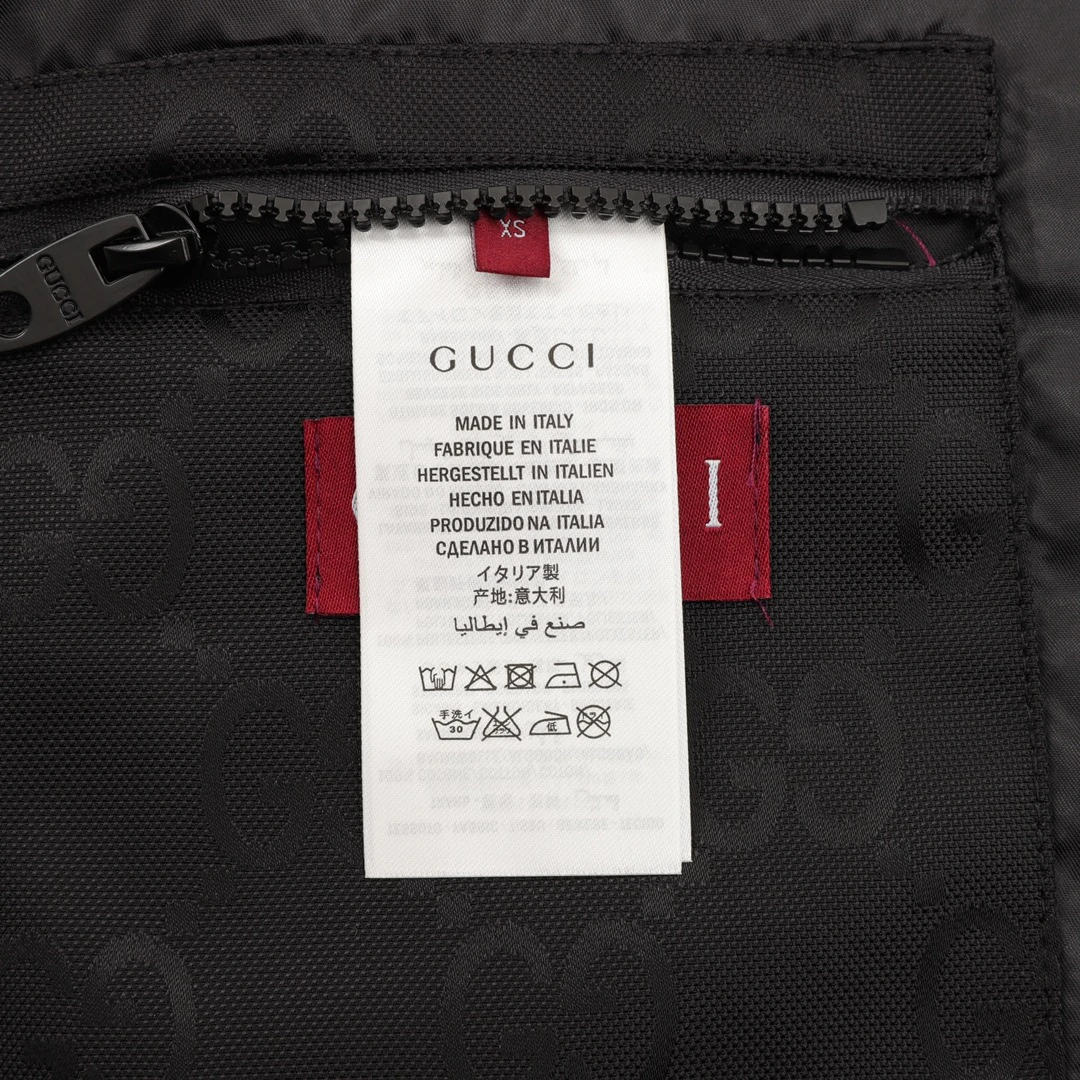 XS
GUCCI
GUCCI
MADE IN ITALY
FABRIQUE EN ITALIE
HERGESTELLT IN ITALIEN
HECHO EN ITALIA
PRODUZIDO NA ITALIA
СДЕЛАНО В ИТАЛИИ
イタリア製
产地:意大利
صنع في إيطاليا
I
手洗イ
30
低